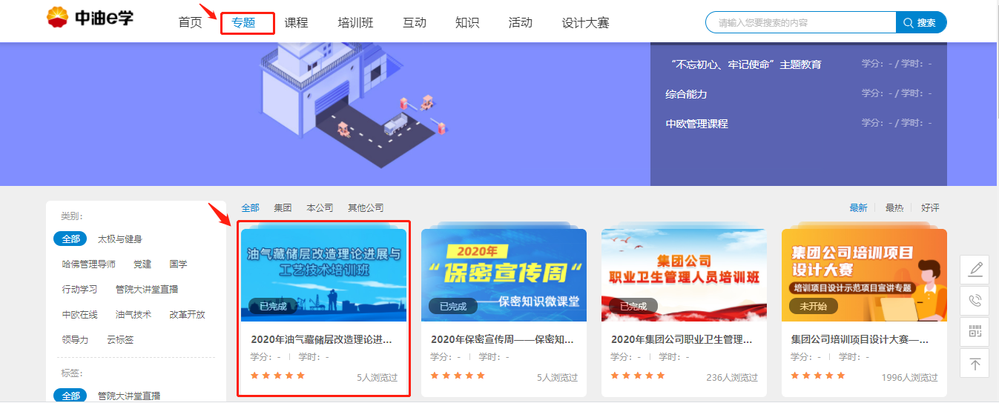 中油e学
首页 专题 课程 培训班 互动 知识 活动 设计大赛
请输入您要搜索的内容 搜索
“不忘初心、牢记使命”主题教育 学分：- / 学时：-
综合能力 学分：- / 学时：-
中欧管理课程 学分：- / 学时：-
类别：
全部 太极与健身
哈佛管理导师 党建 国学
行动学习 管院大讲堂直播
中欧在线 油气技术 改革开放
领导力 云标签
标签：
全部 管院大讲堂直播
全部 集团 本公司 其他公司
最新 最热 好评
油气藏储层改造理论进展与
工艺技术培训班
已完成
2020年油气藏储层改造理论进...
学分：- 学时：-
5人浏览过
2020年
“保密宣传周”
——保密知识微课堂
已完成
2020年保密宣传周——保密知...
学分：- 学时：-
5人浏览过
集团公司
职业卫生管理人员培训班
已完成
2020年集团公司职业卫生管理...
学分：- 学时：-
236人浏览过
集团公司培训项目
设计大赛
培训项目设计示范项目宣讲专题
未开始
集团公司培训项目设计大赛—...
学分：- 学时：-
1996人浏览过